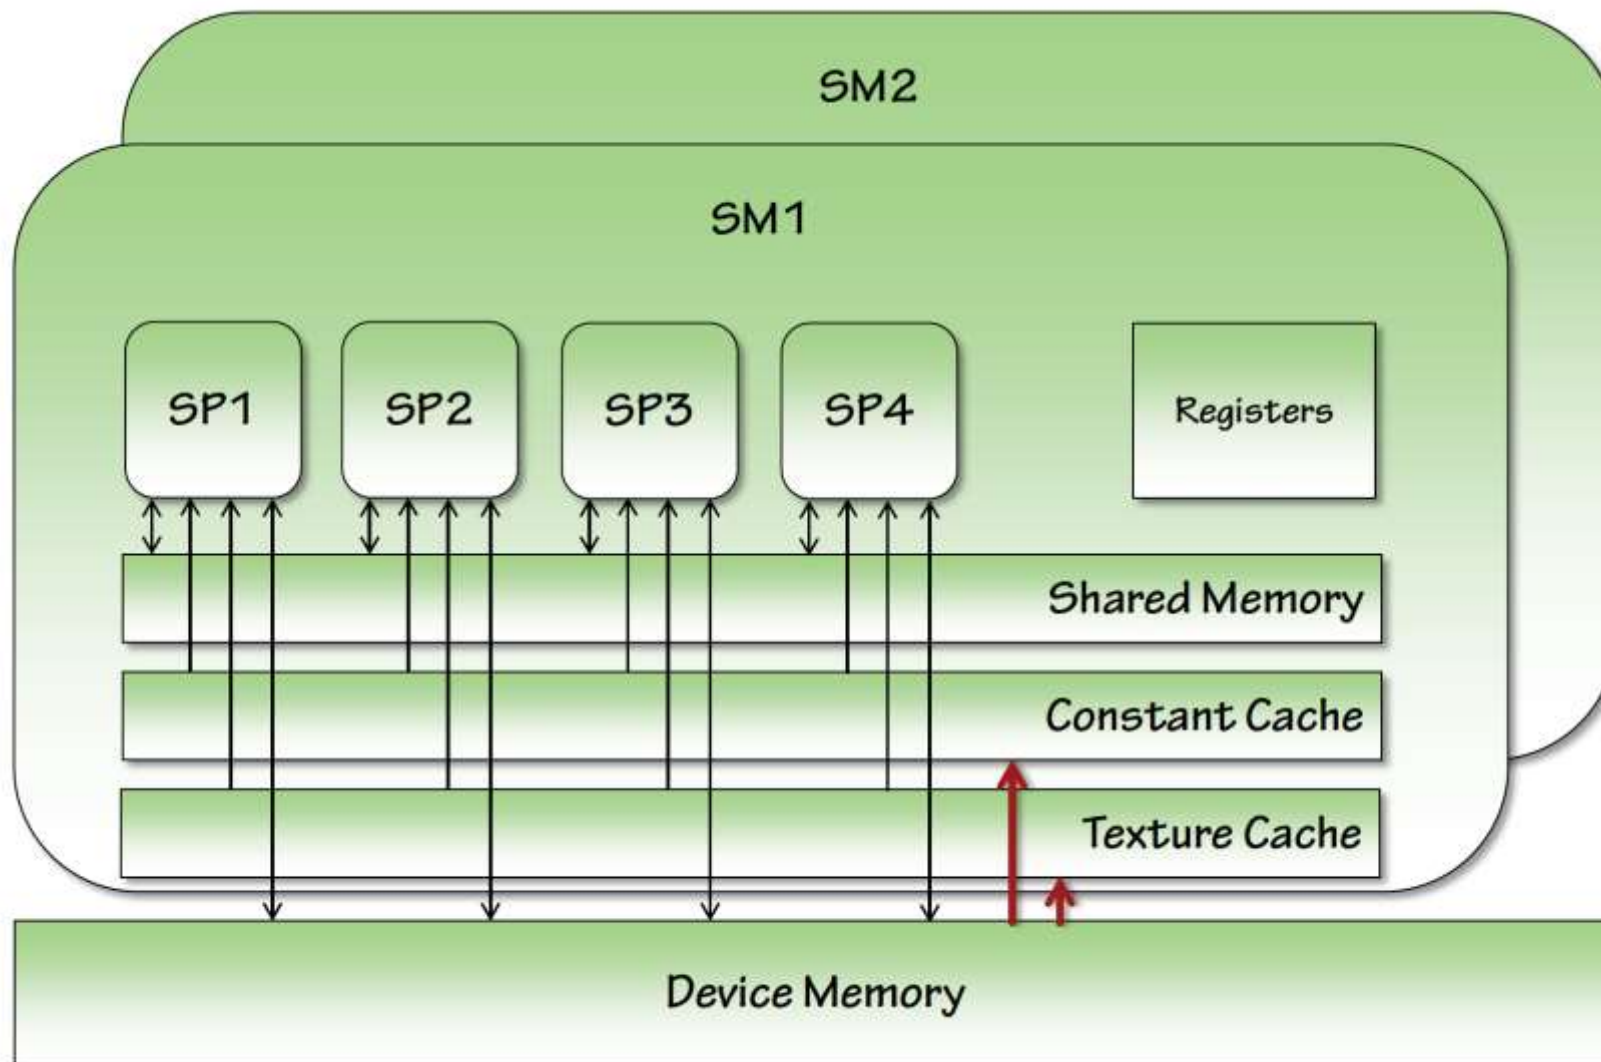 SM2
SM1
SP1
SP2
SP3
SP4
Registers
Shared Memory
Constant Cache
Texture Cache
Device Memory